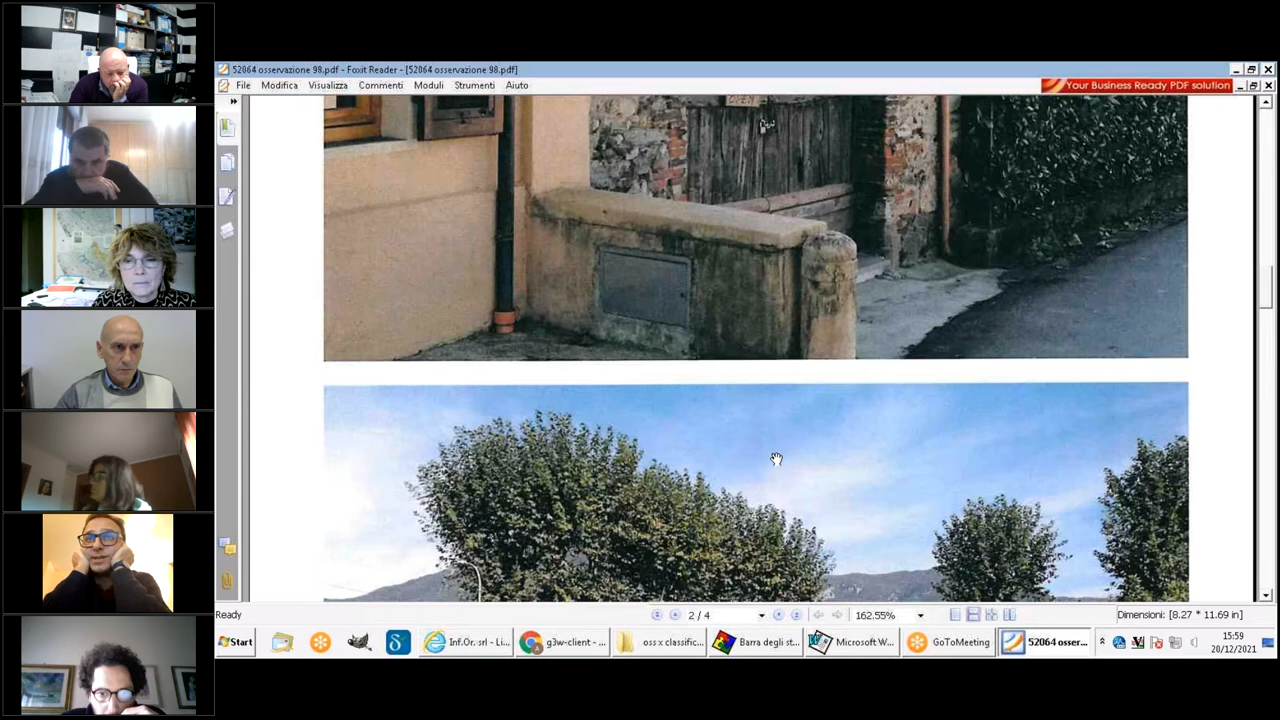 52064 osservazione 98.pdf - Foxit Reader - [52064 osservazione 98.pdf]
File Modifica Visualizza Commenti Moduli Strumenti Aiuto
Your Business Ready PDF solution
Ready
2 / 4
162.55%
Dimensioni: [8.27 * 11.69 in]
Start
Inf.Or. srl - Li...
g3w-client - ...
oss x classific...
Barra degli st...
Microsoft W...
GoToMeeting
52064 osser...
15:59
20/12/2021